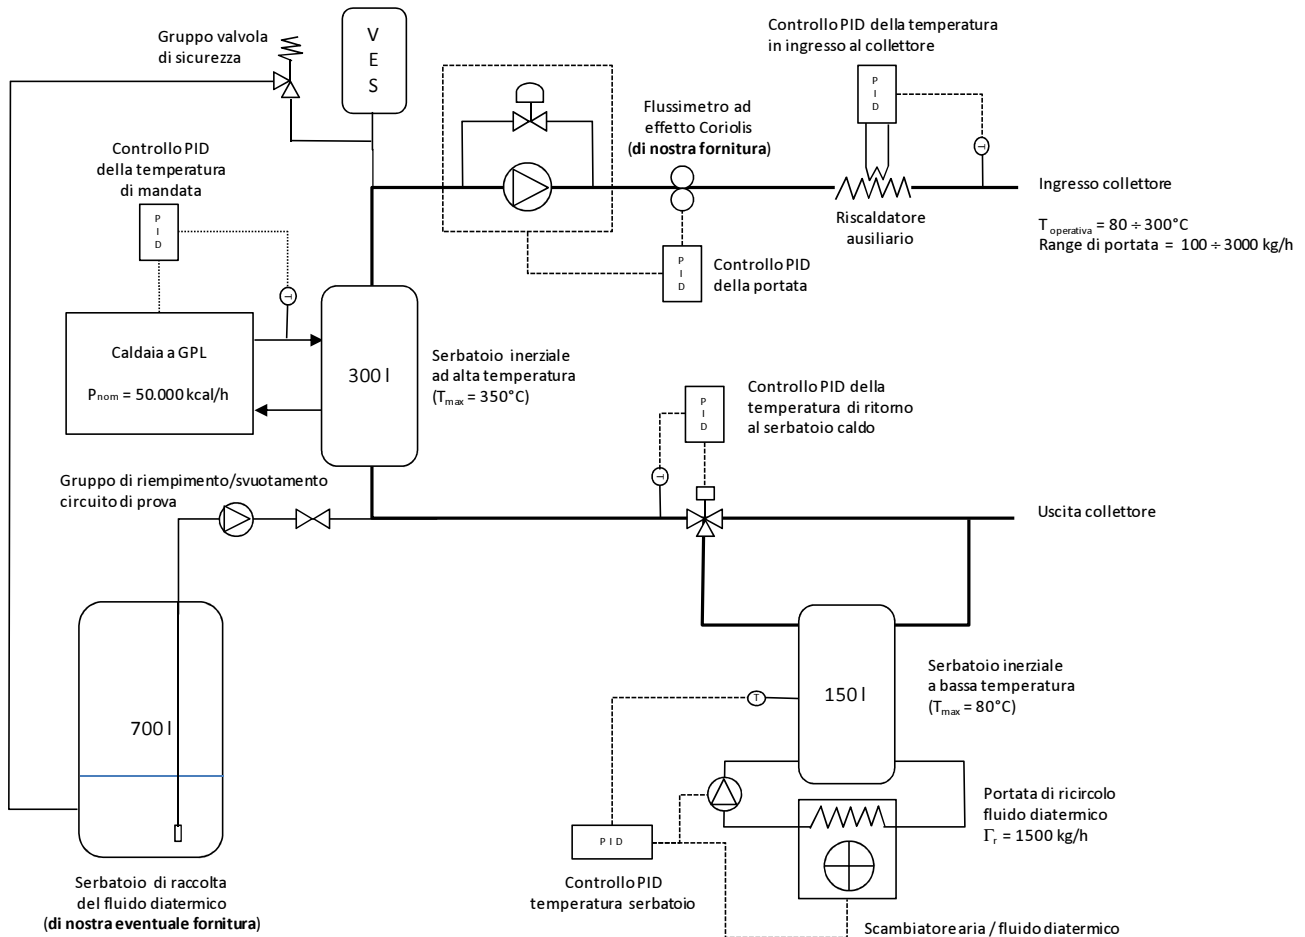 Gruppo valvola
di sicurezza
V
E
S
Controllo PID della temperatura
in ingresso al collettore
P
I
D
T
Flussimetro ad
effetto Coriolis
(di nostra fornitura)
Controllo PID
della temperatura
di mandata
P
I
D
T
Riscaldatore
ausiliario
Ingresso collettore
T operativa = 80 ÷ 300°C
Range di portata = 100 ÷ 3000 kg/h
P
I
D
Controllo PID
della portata
Caldaia a GPL
Pnom = 50.000 kcal/h
300 l
Serbatoio inerziale
ad alta temperatura
(Tmax = 350°C)
P
I
D
T
Controllo PID della
temperatura di ritorno
al serbatoio caldo
Gruppo di riempimento/svuotamento
circuito di prova
Uscita collettore
700 l
150 l
T
Serbatoio inerziale
a bassa temperatura
(Tmax = 80°C)
Portata di ricircolo
fluido diatermico
Γr = 1500 kg/h
P I D
Controllo PID
temperatura serbatoio
Serbatoio di raccolta
del fluido diatermico
(di nostra eventuale fornitura)
Scambiatore aria / fluido diatermico